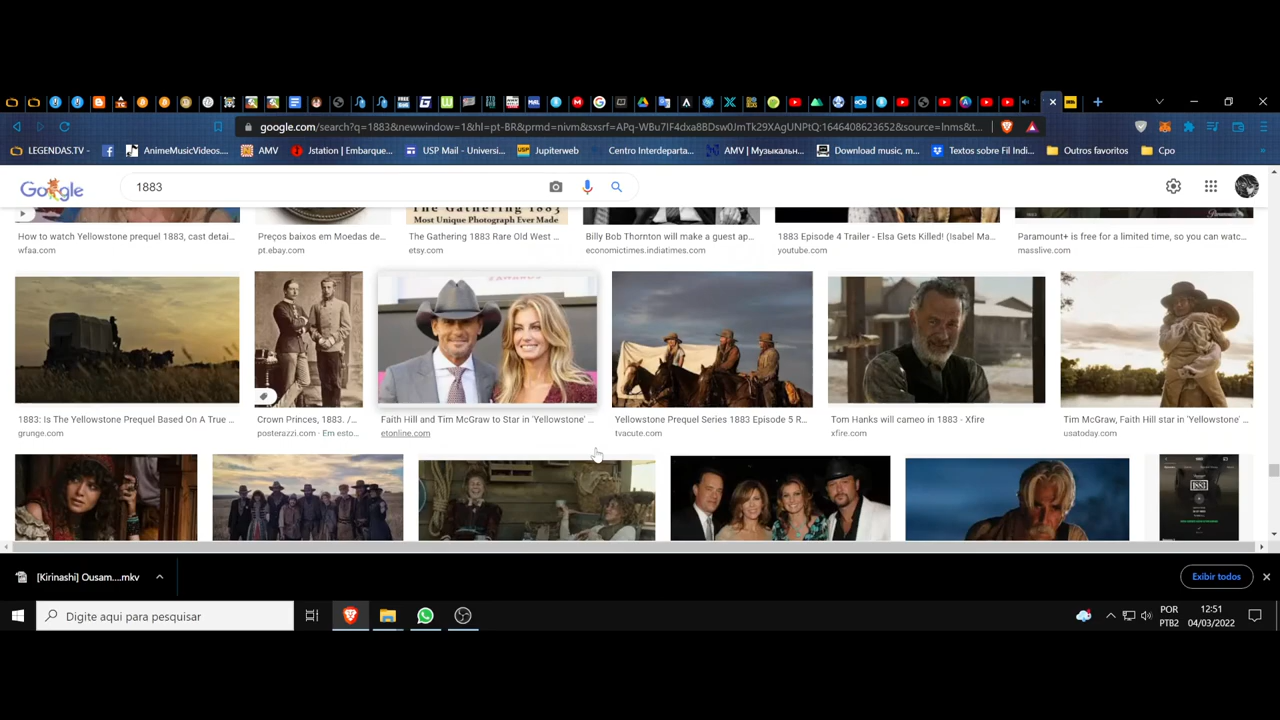 google.com/search?q=1883&newwindow=1&hl=pt-BR&prmd=nivm&sxsrf=APq-WBu7IF4dxa8BDsw0JmTk29XAgUNPtQ:1646408623652&source=lnms&t...
LEGENDAS.TV - AnimeMusicVideos.... AMV Jstation | Embarque... USP Mail - Universi... Jupiterweb Centro Interdeparta... AMV | Музыкальн... Download music, m... Textos sobre Fil Indi... Outros favoritos Cpo
Google 1883
The Gathering 1883
Most Unique Photograph Ever Made
How to watch Yellowstone prequel 1883, cast detai...
wfaa.com
Preços baixos em Moedas de...
pt.ebay.com
The Gathering 1883 Rare Old West ...
etsy.com
Billy Bob Thornton will make a guest ap...
economictimes.indiatimes.com
1883 Episode 4 Trailer - Elsa Gets Killed! (Isabel Ma...
youtube.com
Paramount+ is free for a limited time, so you can watc...
masslive.com
1883: Is The Yellowstone Prequel Based On A True ...
grunge.com
Crown Princes, 1883. /...
posterazzi.com · Em esto...
Faith Hill and Tim McGraw to Star in 'Yellowstone' ...
etonline.com
Yellowstone Prequel Series 1883 Episode 5 R...
tvacute.com
Tom Hanks will cameo in 1883 - Xfire
xfire.com
Tim McGraw, Faith Hill star in 'Yellowstone' ...
usatoday.com
1883
[Kirinashi] Ousam....mkv
Exibir todos
Digite aqui para pesquisar
POR
PTB2
12:51
04/03/2022